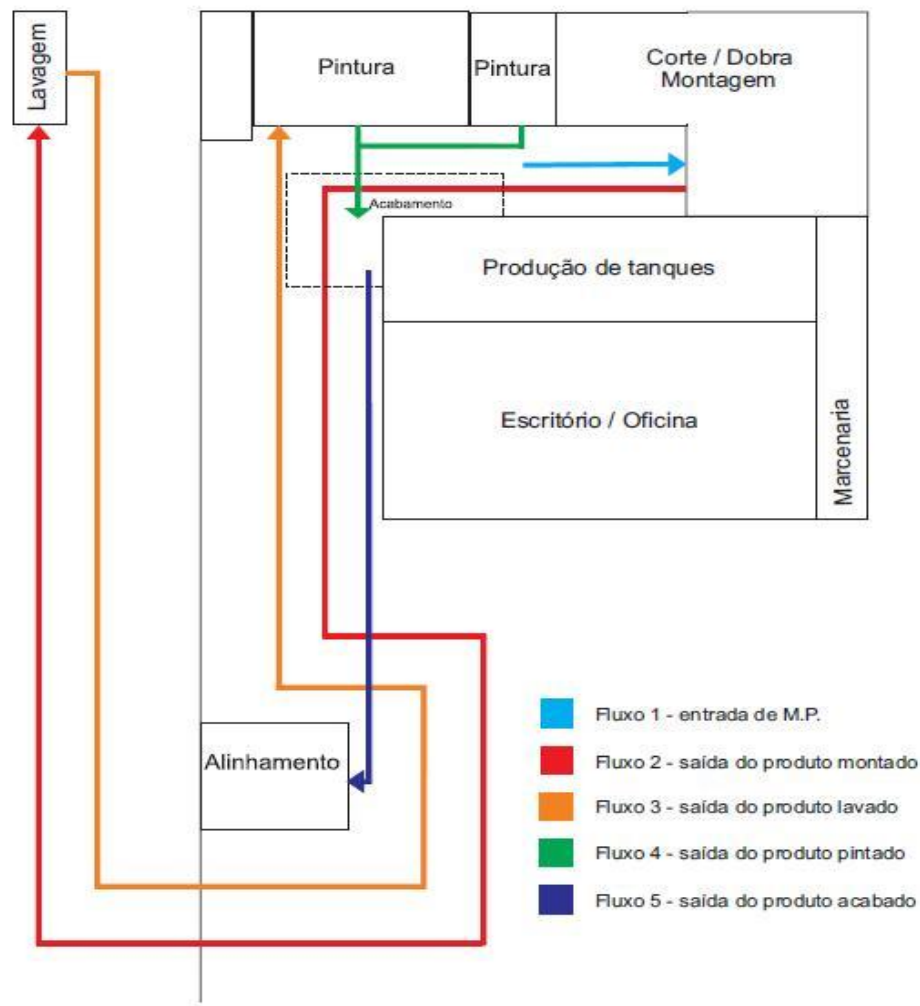 Lavagem
Pintura
Pintura
Corte / Dobra
Montagem
Acabamento
Produção de tanques
Escritório / Oficina
Marcenaria
Alinhamento
Fluxo 1 - entrada de M.P.
Fluxo 2 - saída do produto montado
Fluxo 3 - saída do produto lavado
Fluxo 4 - saída do produto pintado
Fluxo 5 - saída do produto acabado